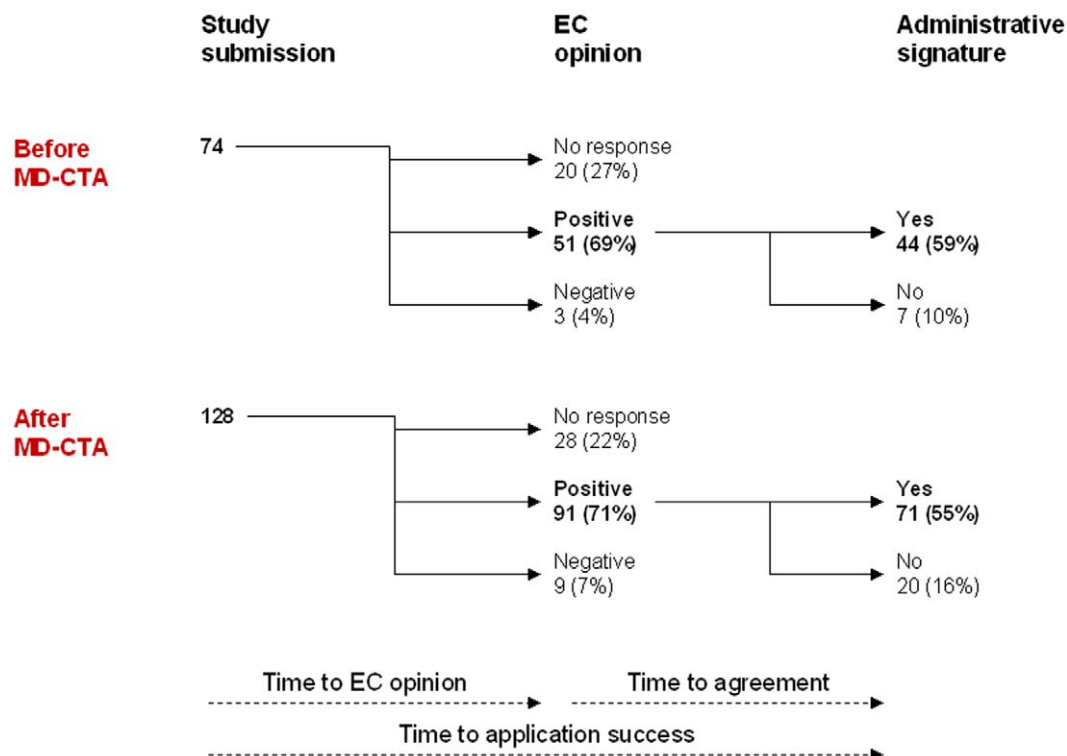 Study
submission
EC
opinion
Administrative
signature
Before
MD-CTA
74
No response
20 (27%)
Positive
51 (69%)
Negative
3 (4%)
Yes
44 (59%)
No
7 (10%)
After
MD-CTA
128
No response
28 (22%)
Positive
91 (71%)
Negative
9 (7%)
Yes
71 (55%)
No
20 (16%)
Time to EC opinion
Time to agreement
Time to application success